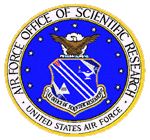 AIR FORCE OFFICE OF SCIENTIFIC RESEARCH
UNITED STATES AIR FORCE